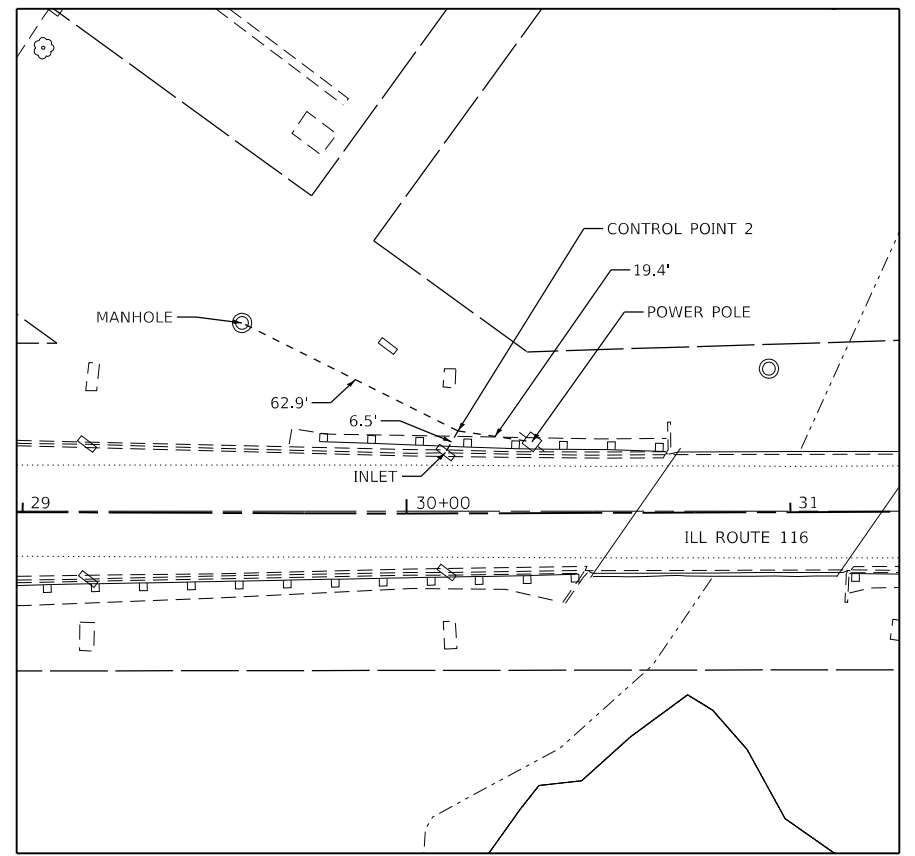 CONTROL POINT 2
19.4'
POWER POLE
MANHOLE
62.9'
6.5'
INLET
29
30+00
31
ILL ROUTE 116